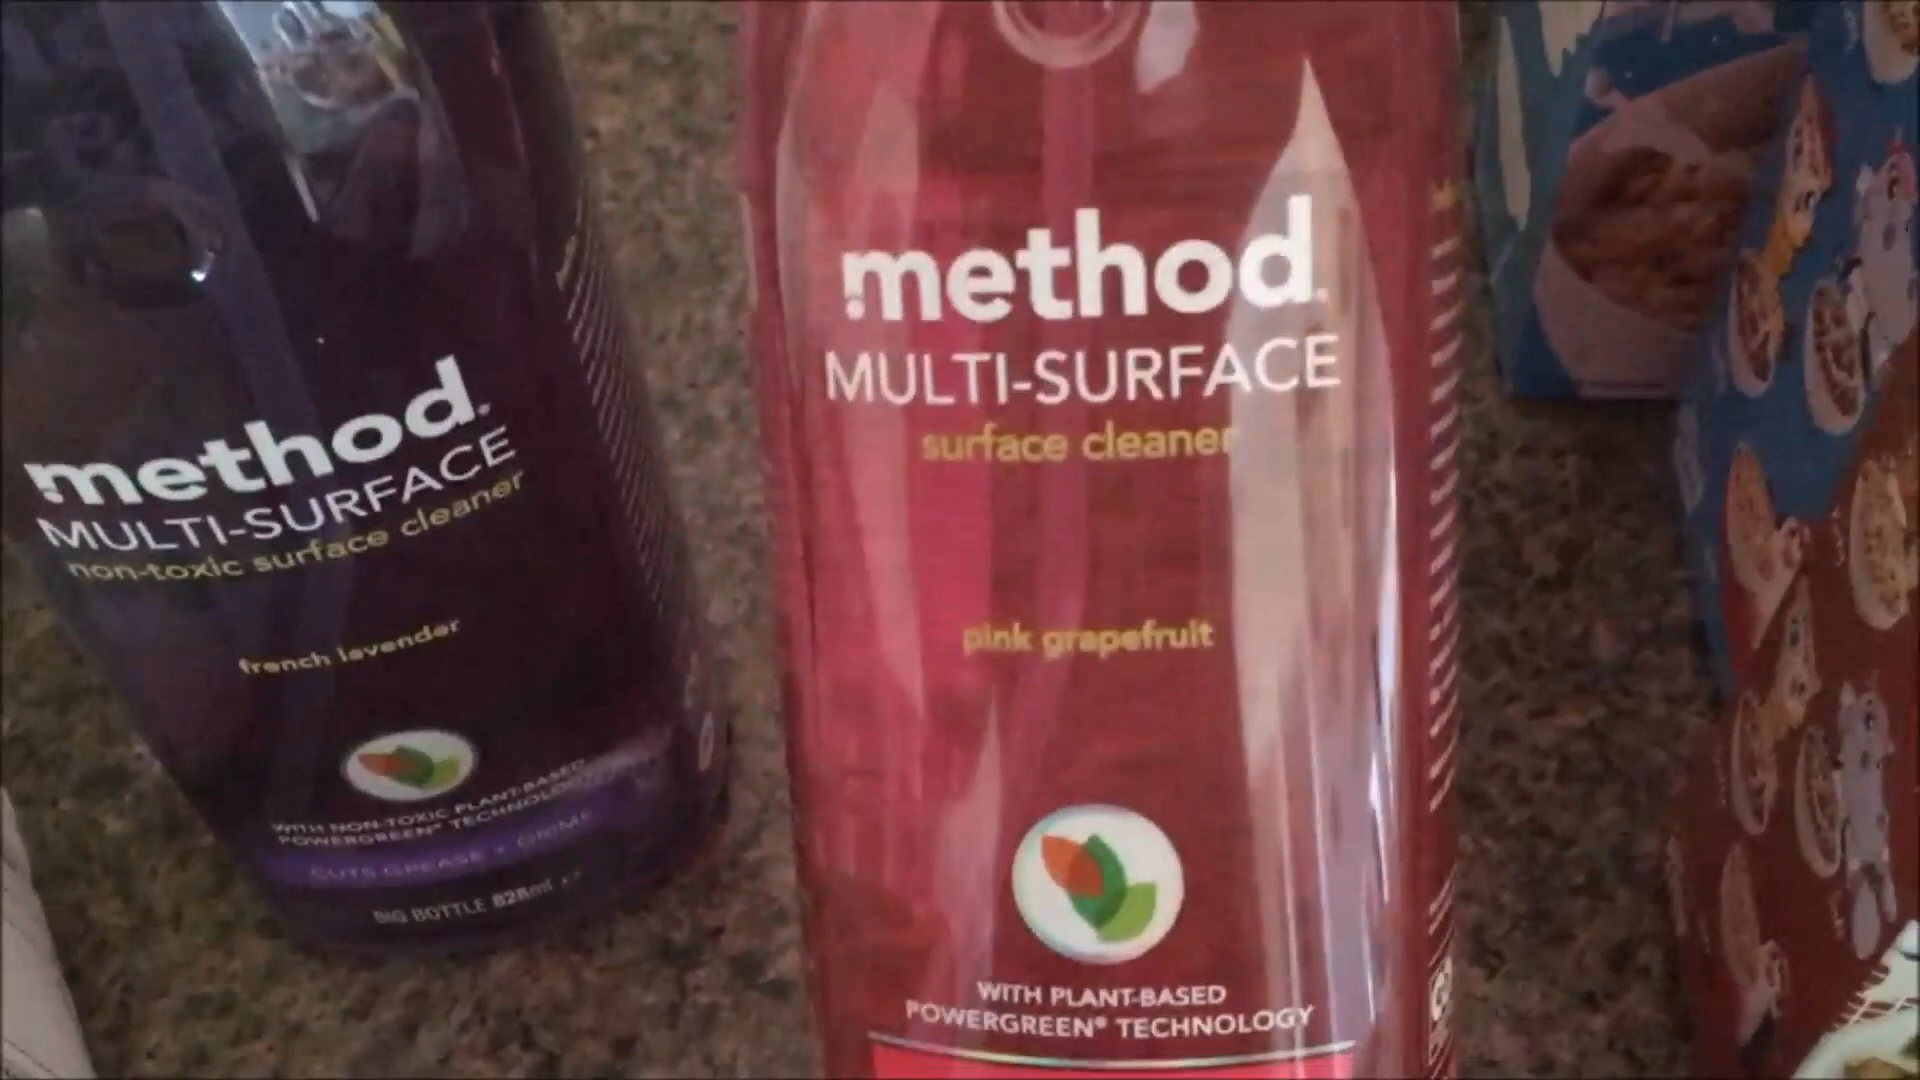 method.
MULTI-SURFACE
non-toxic surface cleaner
french lavender
WITH NON-TOXIC PLANT-BASED
POWERGREEN® TECHNOLOGY
CUTS GREASE + GRIME
BIG BOTTLE 828ml
method.
MULTI-SURFACE
surface cleaner
pink grapefruit
WITH PLANT-BASED
POWERGREEN® TECHNOLOGY